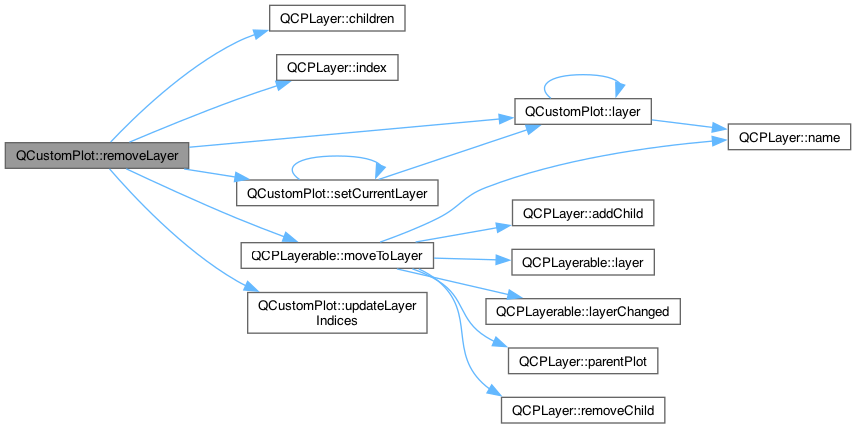 QCPLayer::children
QCPLayer::index
QCustomPlot::layer
QCPLayer::name
QCustomPlot::removeLayer
QCustomPlot::setCurrentLayer
QCPLayer::addChild
QCPLayerable::moveToLayer
QCPLayerable::layer
QCustomPlot::updateLayer
Indices
QCPLayerable::layerChanged
QCPLayer::parentPlot
QCPLayer::removeChild